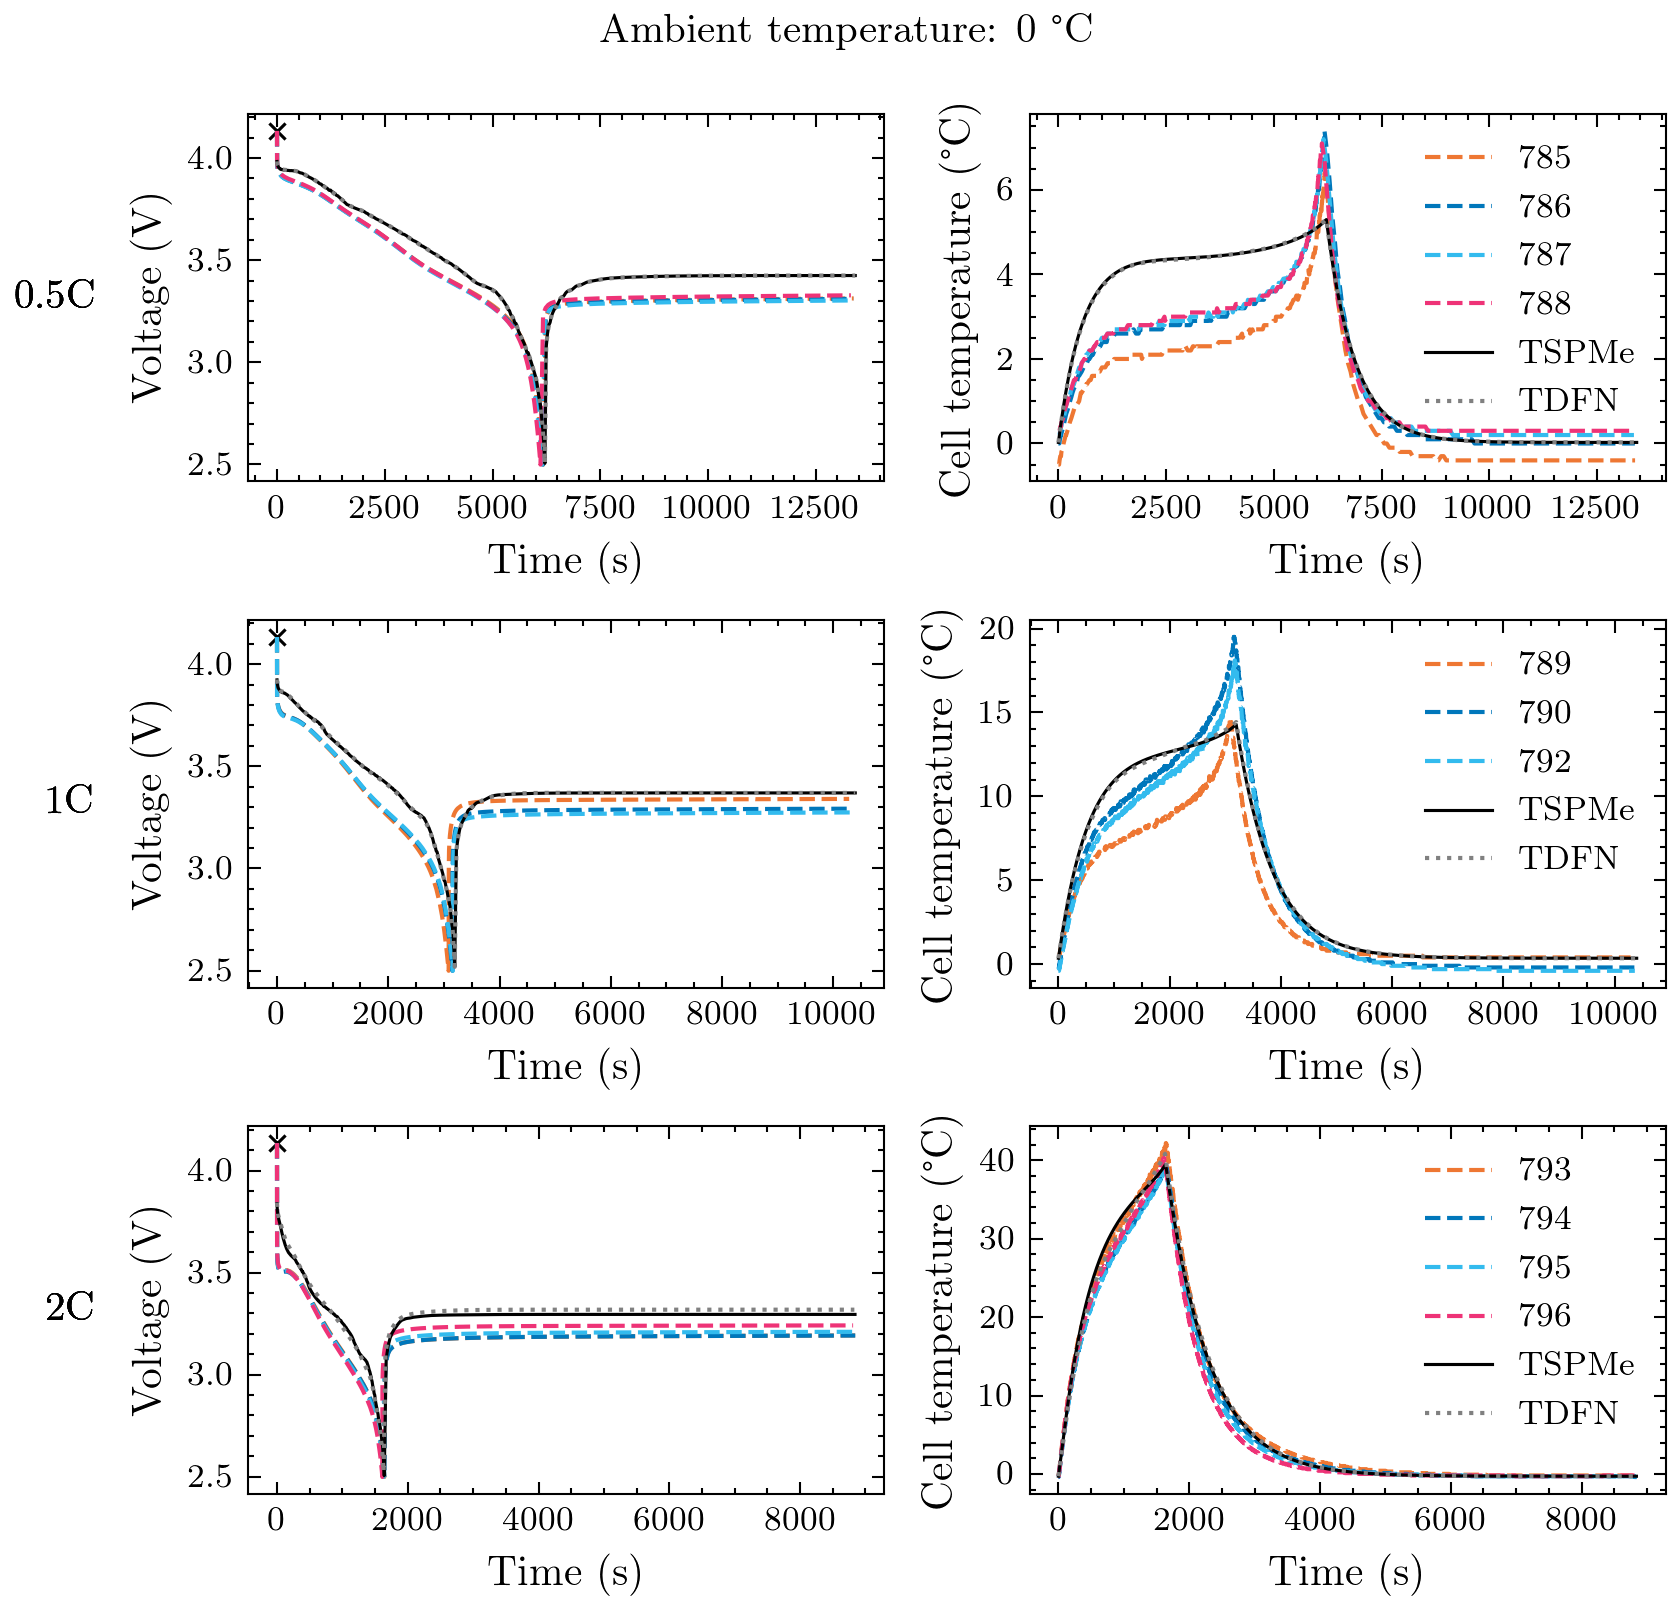 Ambient temperature: 0 °C
0.5C
Voltage (V)
4.0
3.5
3.0
2.5
0 2500 5000 7500 10000 12500
Time (s)
Cell temperature (°C)
6
4
2
0
0 2500 5000 7500 10000 12500
Time (s)
785
786
787
788
TSPMe
TDFN
1C
Voltage (V)
4.0
3.5
3.0
2.5
0 2000 4000 6000 8000 10000
Time (s)
Cell temperature (°C)
20
15
10
5
0
0 2000 4000 6000 8000 10000
Time (s)
789
790
792
TSPMe
TDFN
2C
Voltage (V)
4.0
3.5
3.0
2.5
0 2000 4000 6000 8000
Time (s)
Cell temperature (°C)
40
30
20
10
0
0 2000 4000 6000 8000
Time (s)
793
794
795
796
TSPMe
TDFN